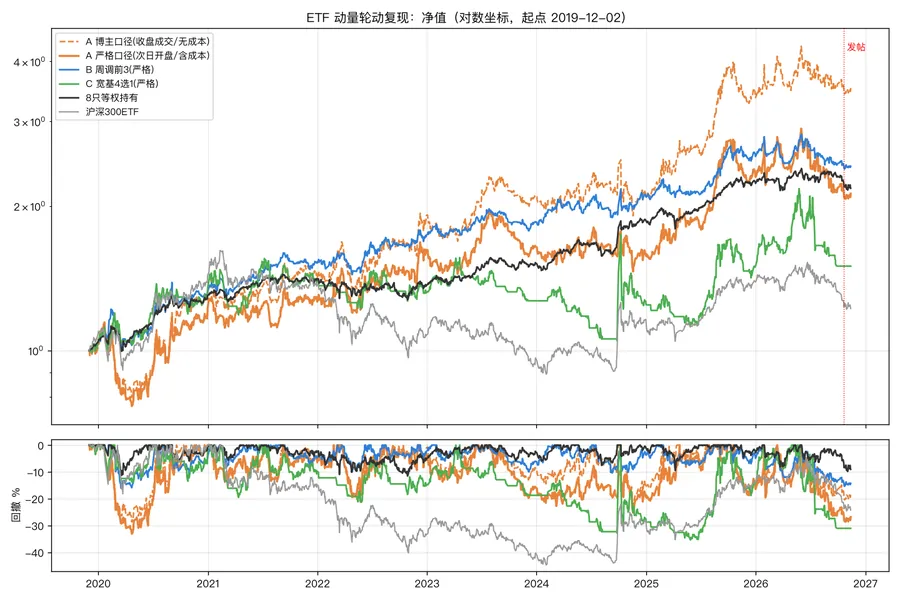 ETF 动量轮动复现：净值（对数坐标，起点 2019-12-02）
A 博主口径(收盘成交/无成本)
A 严格口径(次日开盘/含成本)
B 周调前3(严格)
C 宽基4选1(严格)
8只等权持有
沪深300ETF
发帖
4 × 10⁰
3 × 10⁰
2 × 10⁰
10⁰
回撤 %
0
−10
−20
−30
−40
2020 2021 2022 2023 2024 2025 2026 2027